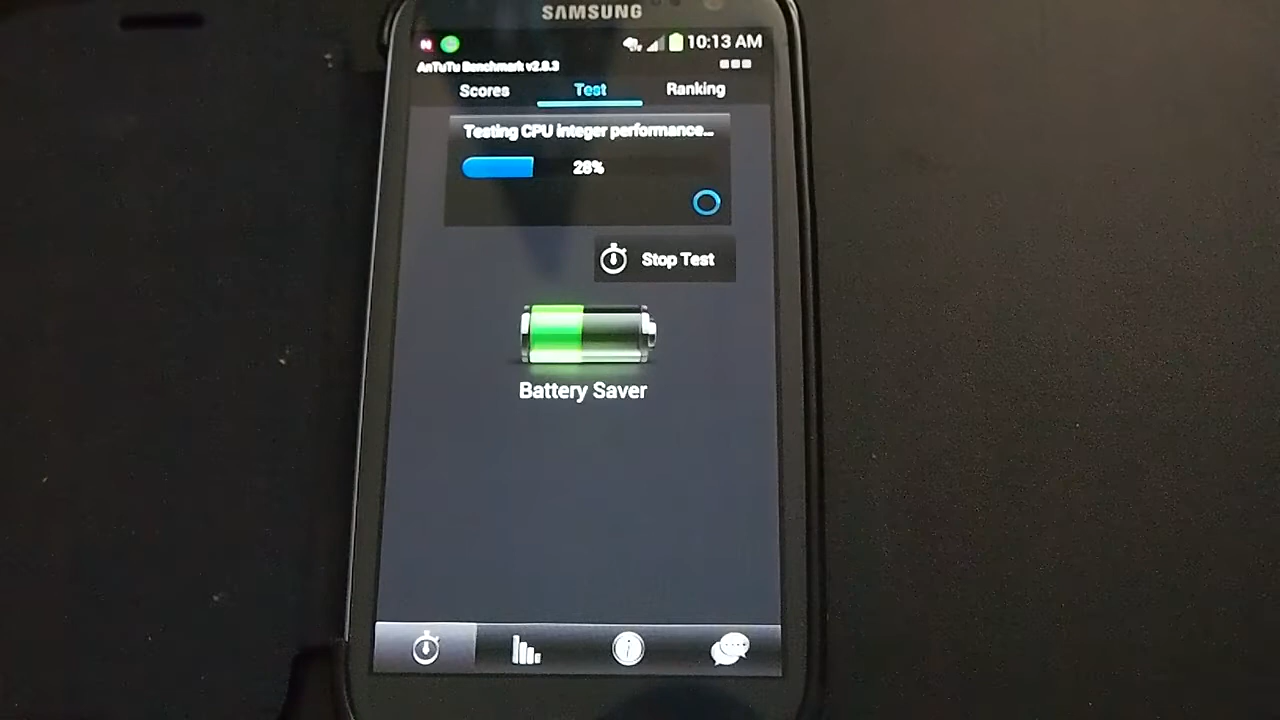 SAMSUNG
10:13 AM
AnTuTu Benchmark v2.8.3
Scores Test Ranking
Testing CPU integer performance...
28%
Stop Test
Battery Saver